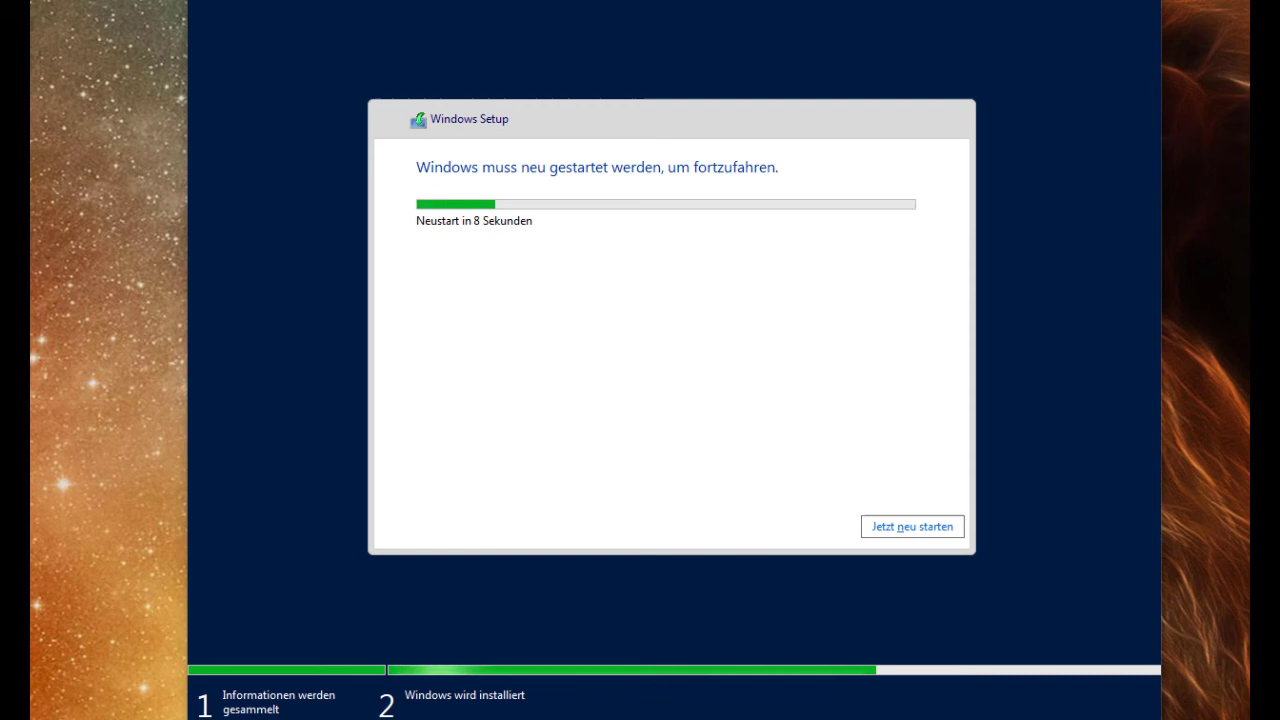 Windows Setup
Windows muss neu gestartet werden, um fortzufahren.
Neustart in 8 Sekunden
Jetzt neu starten
1 Informationen werden
gesammelt
2 Windows wird installiert